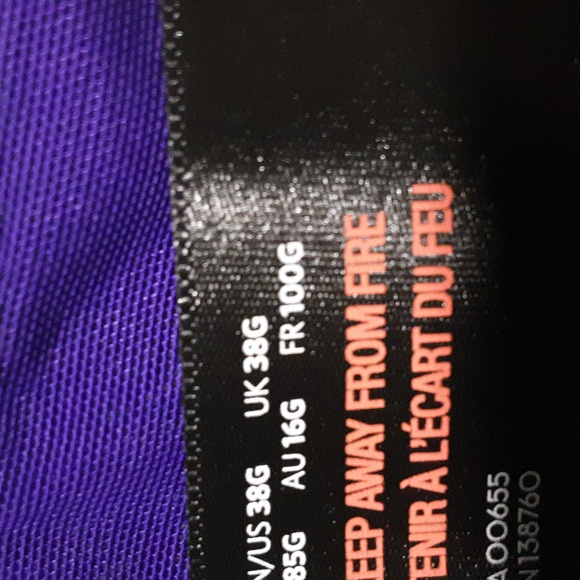 N/US 38G UK 38G
85G AU 16G FR 100G
EEP AWAY FROM FIRE
TENIR À L'ÉCART DU FEU
A00655
N138760